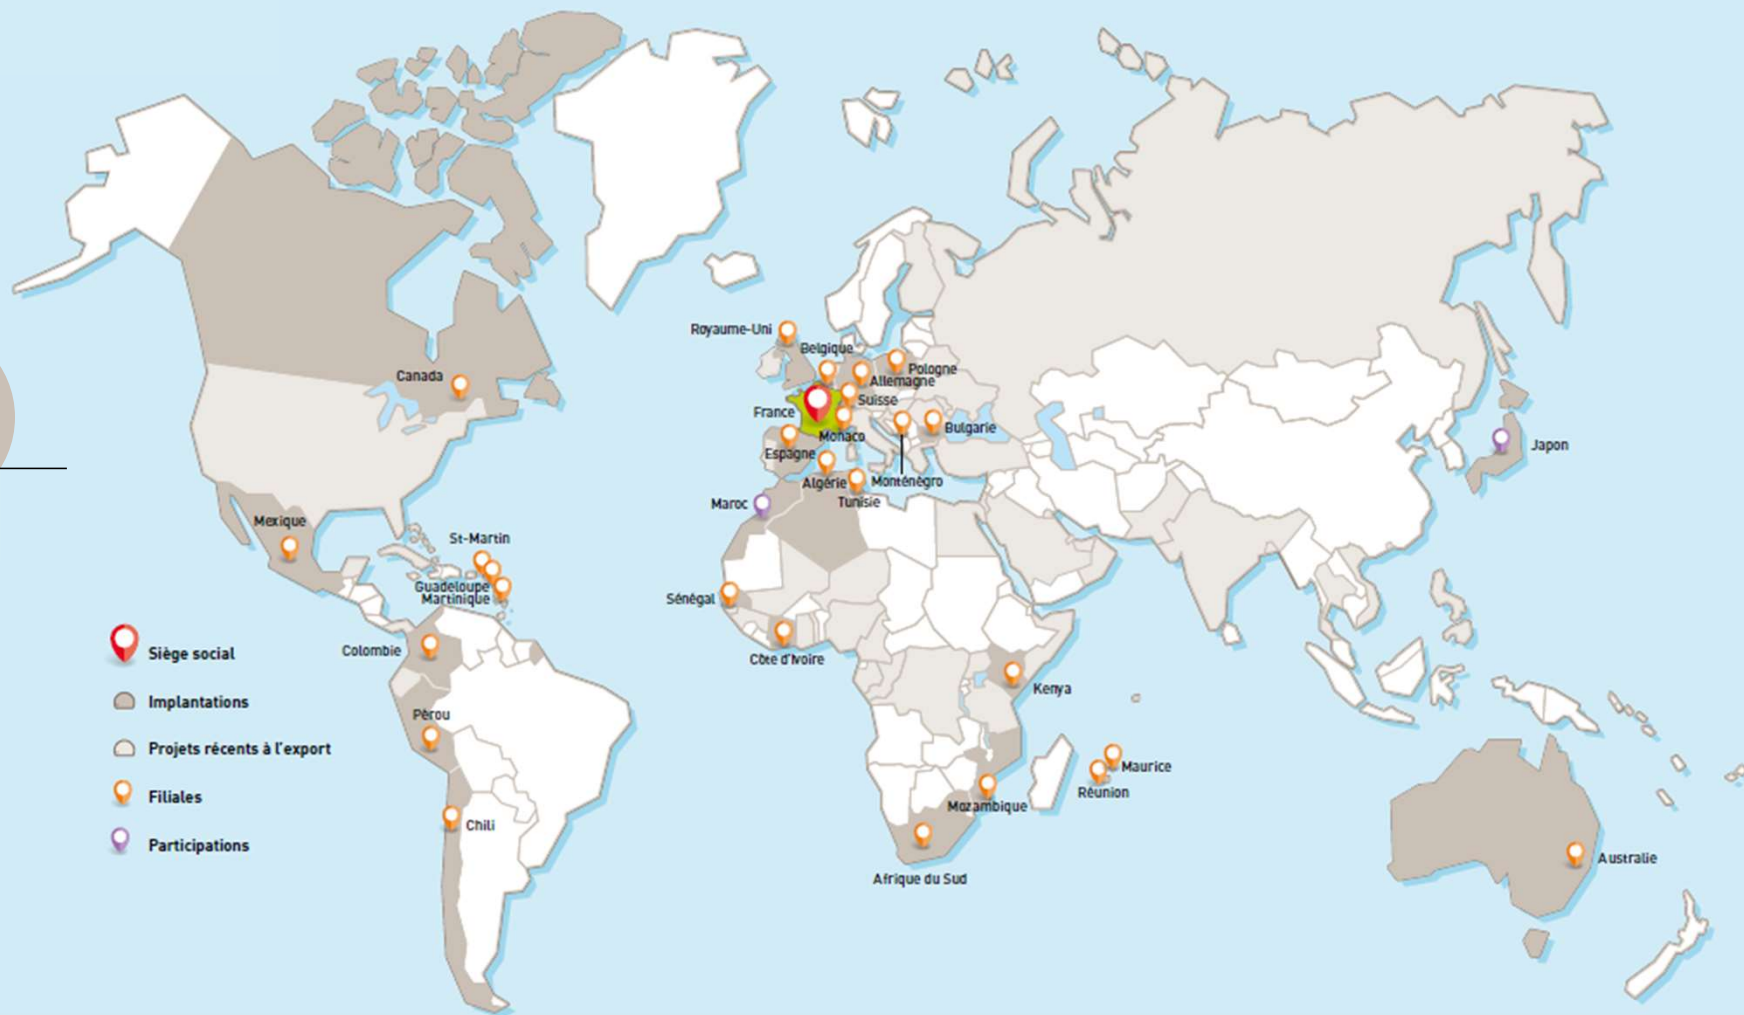 Royaume-Uni
Belgique
Pologne
Allemagne
Canada
Suisse
France
Monaco
Bulgarie
Espagne
Japon
Algérie
Monténégro
Tunisie
Maroc
Mexique
St-Martin
Guadeloupe
Martinique
Sénégal
Colombie
Côte d'Ivoire
Kenya
Pérou
Maurice
Réunion
Mozambique
Chili
Australie
Afrique du Sud
Siège social
Implantations
Projets récents à l'export
Filiales
Participations